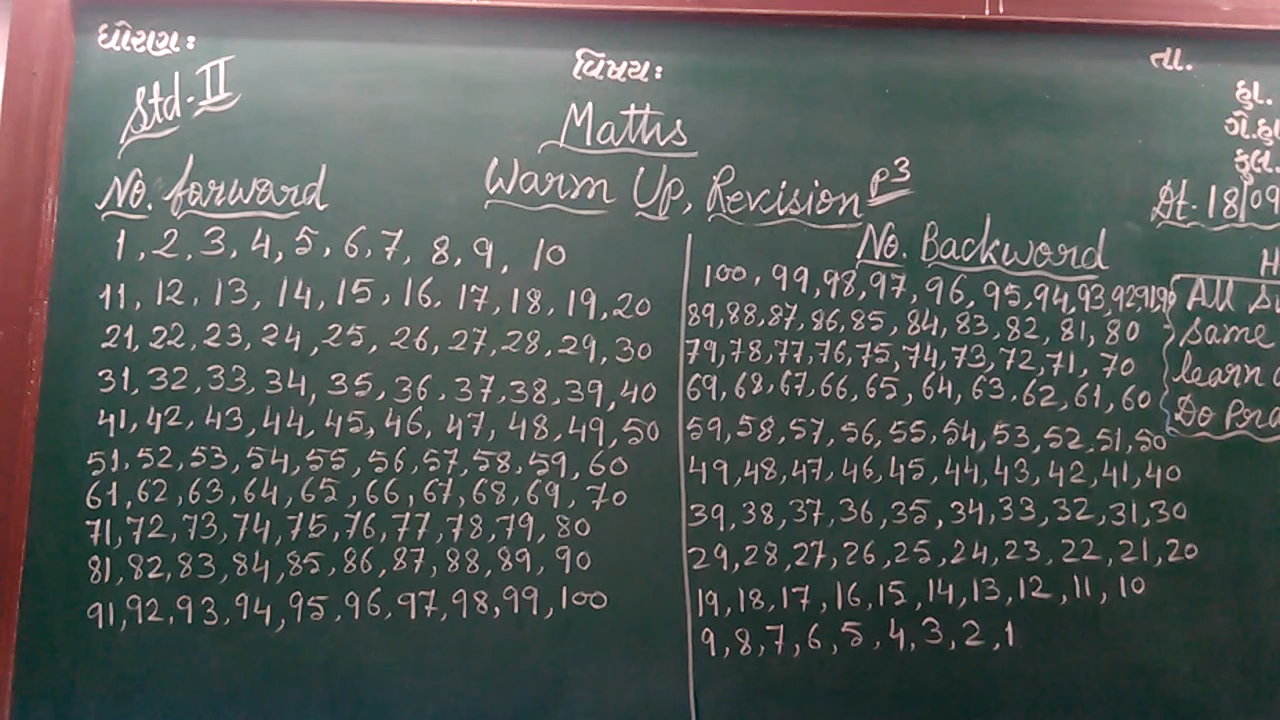 ધોરણ:
વિષય:
તા.
Std. II
હા.
Maths
ગે.હા
કુલ.
No. forward
Warm Up, Revision P3
Dt. 18/09
1, 2, 3, 4, 5, 6, 7, 8, 9, 10
11, 12, 13, 14, 15, 16, 17, 18, 19, 20
21, 22, 23, 24, 25, 26, 27, 28, 29, 30
31, 32, 33, 34, 35, 36, 37, 38, 39, 40
41, 42, 43, 44, 45, 46, 47, 48, 49, 50
51, 52, 53, 54, 55, 56, 57, 58, 59, 60
61, 62, 63, 64, 65, 66, 67, 68, 69, 70
71, 72, 73, 74, 75, 76, 77, 78, 79, 80
81, 82, 83, 84, 85, 86, 87, 88, 89, 90
91, 92, 93, 94, 95, 96, 97, 98, 99, 100
No. Backword
100, 99, 98, 97, 96, 95, 94, 93, 92, 91, 90
89, 88, 87, 86, 85, 84, 83, 82, 81, 80
79, 78, 77, 76, 75, 74, 73, 72, 71, 70
69, 68, 67, 66, 65, 64, 63, 62, 61, 60
59, 58, 57, 56, 55, 54, 53, 52, 51, 50
49, 48, 47, 46, 45, 44, 43, 42, 41, 40
39, 38, 37, 36, 35, 34, 33, 32, 31, 30
29, 28, 27, 26, 25, 24, 23, 22, 21, 20
19, 18, 17, 16, 15, 14, 13, 12, 11, 10
9, 8, 7, 6, 5, 4, 3, 2, 1
H
All
Same
learn
Do